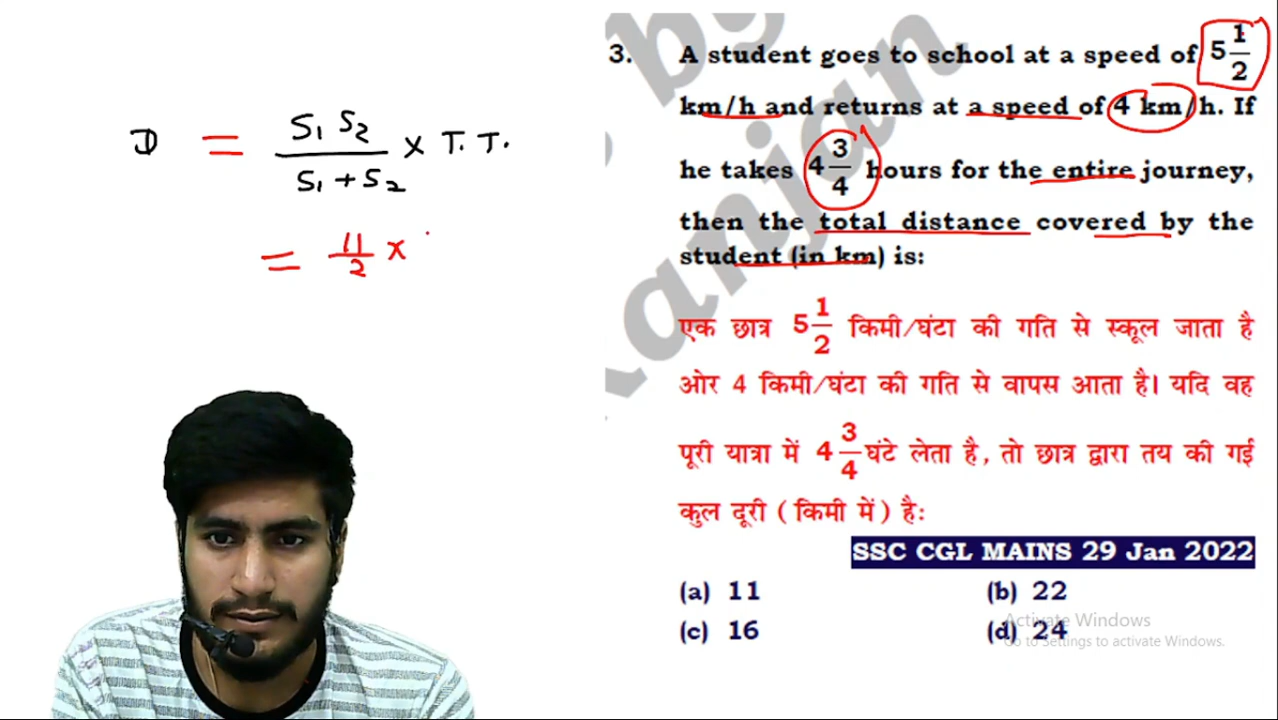 D = S₁ S₂ / S₁ + S₂ × T. T.
= 11/2 ×
3. A student goes to school at a speed of 5 1/2
km/h and returns at a speed of 4 km/h. If
he takes 4 3/4 hours for the entire journey,
then the total distance covered by the
student (in km) is:
एक छात्र 5 1/2 किमी/घंटा की गति से स्कूल जाता है
ओर 4 किमी/घंटा की गति से वापस आता है। यदि वह
पूरी यात्रा में 4 3/4 घंटे लेता है, तो छात्र द्वारा तय की गई
कुल दूरी (किमी में) है:
SSC CGL MAINS 29 Jan 2022
(a) 11 (b) 22
(c) 16 (d) 24
Activate Windows
Go to Settings to activate Windows.
by
anjan